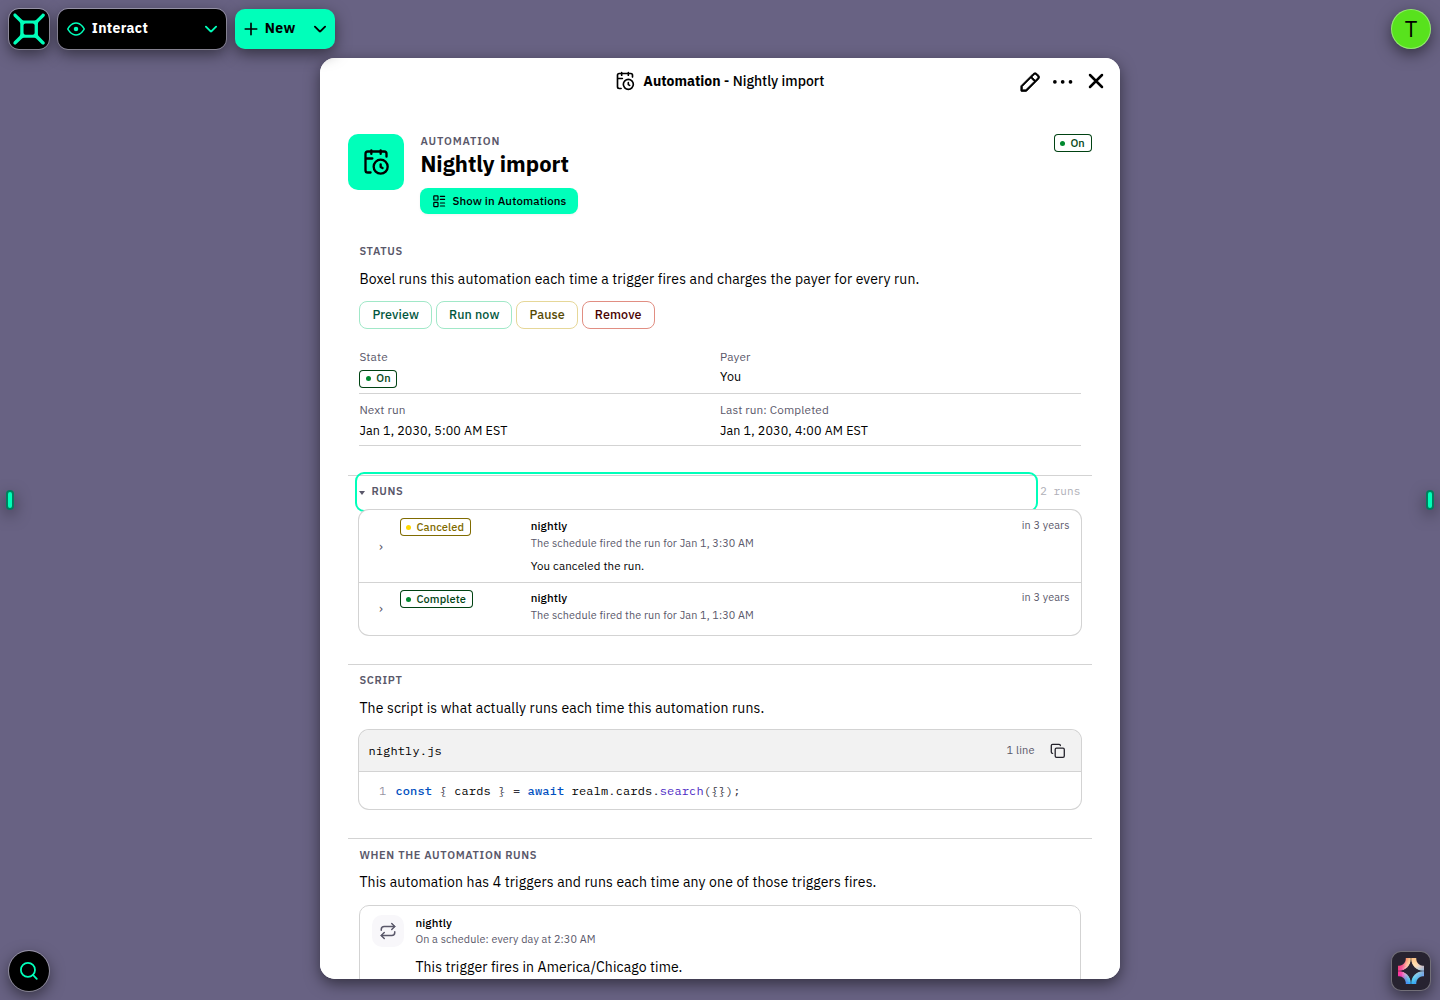 Interact
New
T
Automation - Nightly import
AUTOMATION
On
Nightly import
Show in Automations
STATUS
Boxel runs this automation each time a trigger fires and charges the payer for every run.
Preview Run now Pause Remove
State Payer
On You
Next run Last run: Completed
Jan 1, 2030, 5:00 AM EST Jan 1, 2030, 4:00 AM EST
RUNS 2 runs
Canceled nightly in 3 years
The schedule fired the run for Jan 1, 3:30 AM
You canceled the run.
Complete nightly in 3 years
The schedule fired the run for Jan 1, 1:30 AM
SCRIPT
The script is what actually runs each time this automation runs.
nightly.js 1 line
1 const { cards } = await realm.cards.search({});
WHEN THE AUTOMATION RUNS
This automation has 4 triggers and runs each time any one of those triggers fires.
nightly
On a schedule: every day at 2:30 AM
This trigger fires in America/Chicago time.